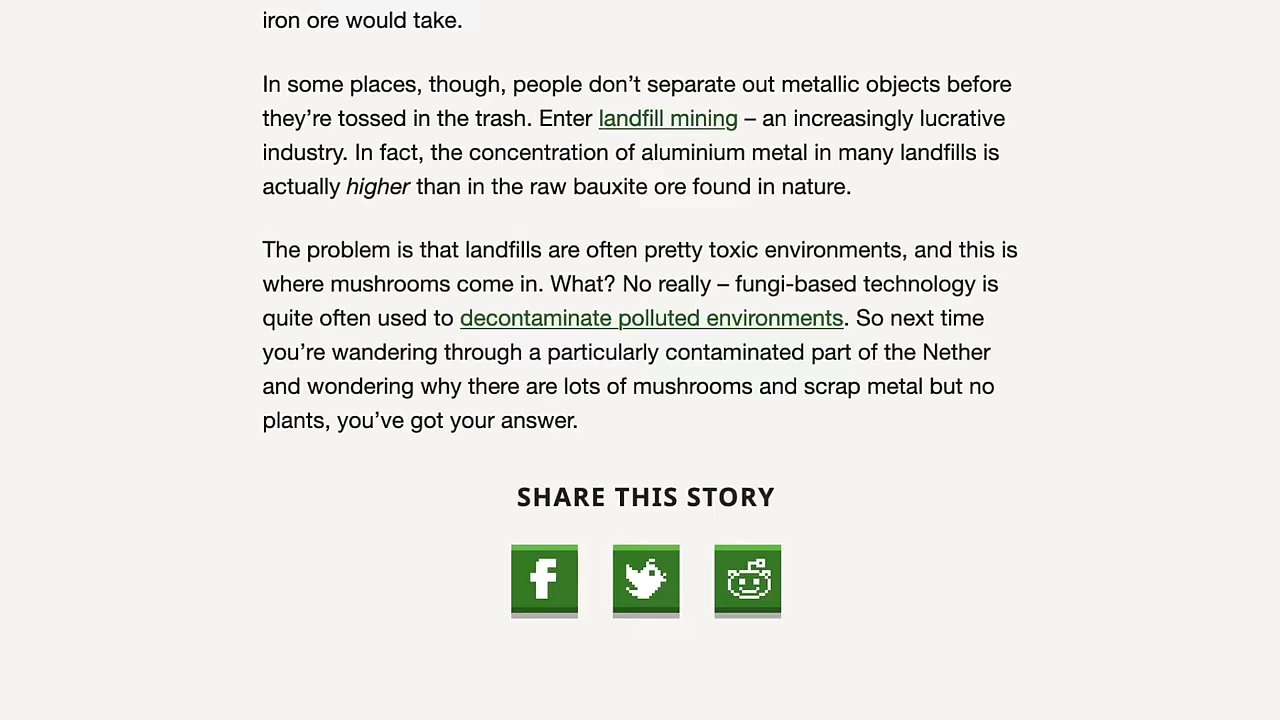 iron ore would take.
In some places, though, people don’t separate out metallic objects before
they’re tossed in the trash. Enter landfill mining – an increasingly lucrative
industry. In fact, the concentration of aluminium metal in many landfills is
actually higher than in the raw bauxite ore found in nature.
The problem is that landfills are often pretty toxic environments, and this is
where mushrooms come in. What? No really – fungi-based technology is
quite often used to decontaminate polluted environments. So next time
you’re wandering through a particularly contaminated part of the Nether
and wondering why there are lots of mushrooms and scrap metal but no
plants, you’ve got your answer.
SHARE THIS STORY